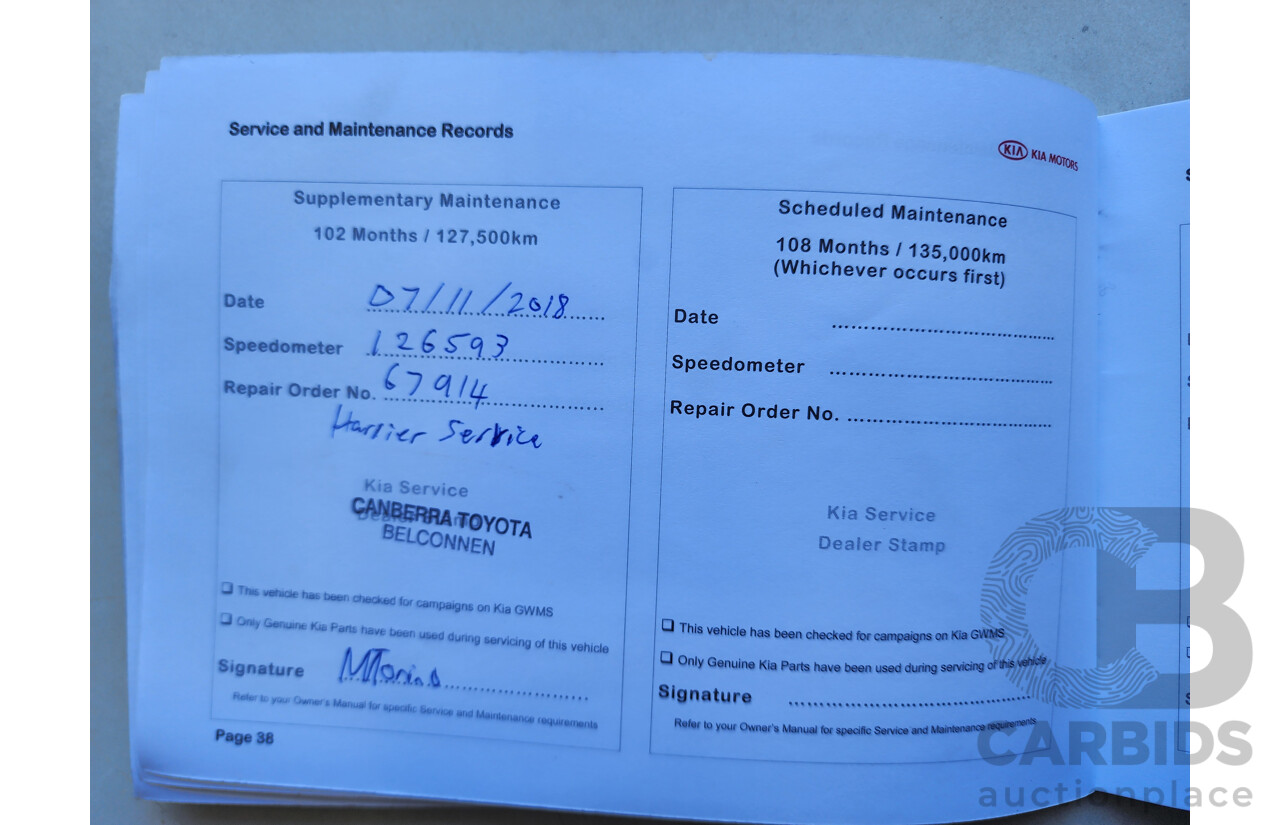 Service and Maintenance Records
KIA KIA MOTORS
Supplementary Maintenance
102 Months / 127,500km
Date 07/11/2018
Speedometer 126593
Repair Order No. 67914
Harrier Service
Kia Service
CANBERRA TOYOTA
BELCONNEN
❑ This vehicle has been checked for campaigns on Kia GWMS
❑ Only Genuine Kia Parts have been used during servicing of this vehicle
Signature
Refer to your Owner's Manual for specific Service and Maintenance requirements
Page 38
Scheduled Maintenance
108 Months / 135,000km
(Whichever occurs first)
Date
Speedometer
Repair Order No.
Kia Service
Dealer Stamp
❑ This vehicle has been checked for campaigns on Kia GWMS
❑ Only Genuine Kia Parts have been used during servicing of this vehicle
Signature
Refer to your Owner's Manual for specific Service and Maintenance requirements
CARBIDS
auctionplace